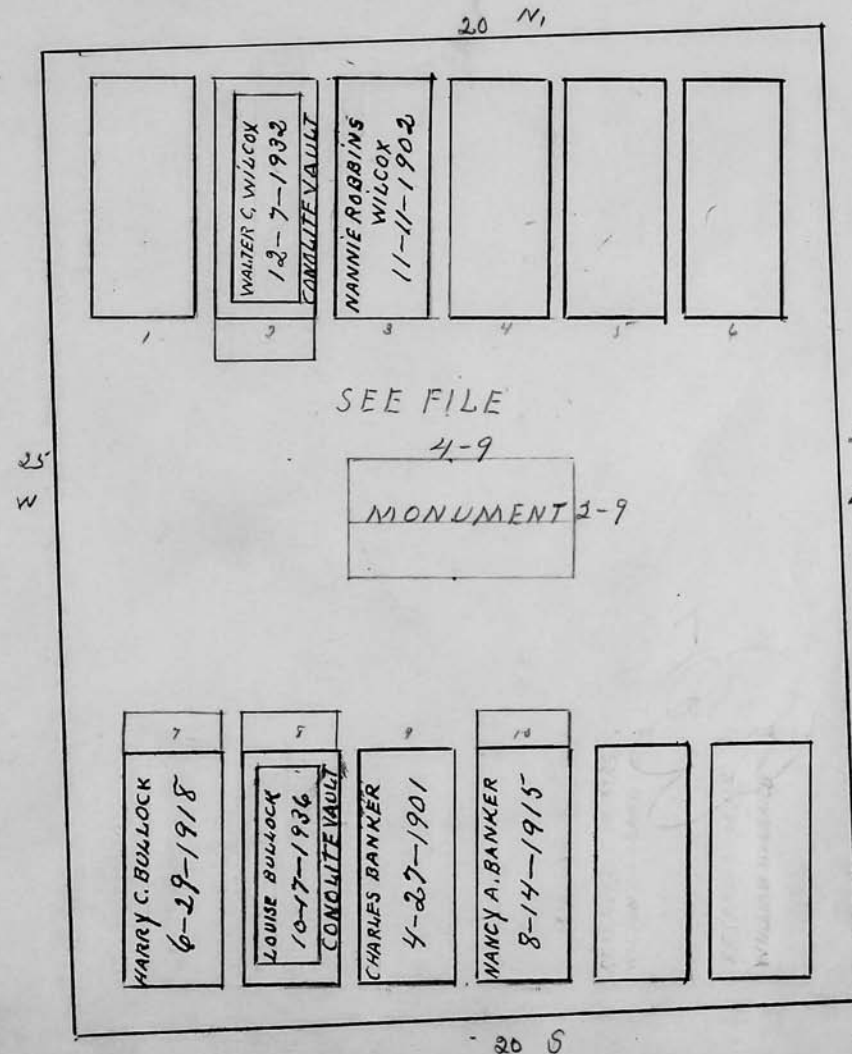 20 N,
WALTER C, WILCOX
12-7-1932
CONOLITE VAULT
NANNIE ROBBINS
WILCOX
11-11-1902
1
2
3
4
5
6
SEE FILE
4-9
MONUMENT 2-9
25
W
7
8
9
10
HARRY C. BULLOCK
6-29-1918
LOUISE BULLOCK
10-17-1936
CONOLITE VAULT
CHARLES BANKER
4-27-1901
NANCY A. BANKER
8-14-1915
20 S